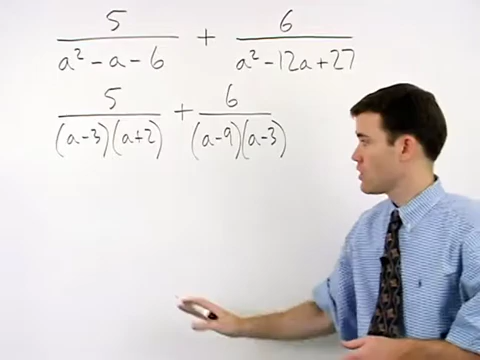 5/(a² - a - 6) + 6/(a² - 12a + 27)
5/((a-3)(a+2)) + 6/((a-9)(a-3))